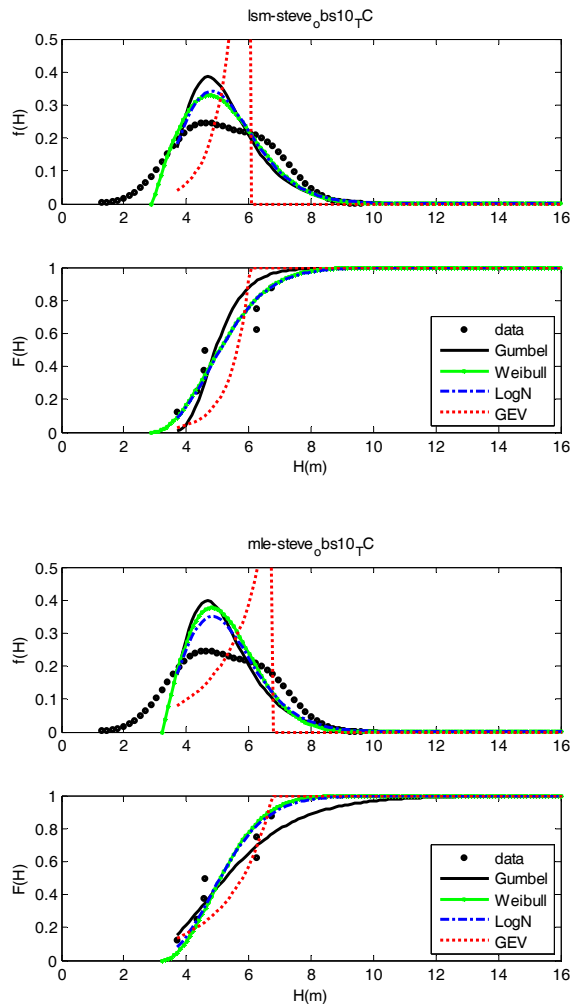 lsm-steve_obs10_TC
0.5
0.4
0.3
0.2
0.1
0
f(H)
0 2 4 6 8 10 12 14 16
1
0.8
0.6
0.4
0.2
0
F(H)
data
Gumbel
Weibull
LogN
GEV
0 2 4 6 8 10 12 14 16
H(m)
mle-steve_obs10_TC
0.5
0.4
0.3
0.2
0.1
0
f(H)
0 2 4 6 8 10 12 14 16
1
0.8
0.6
0.4
0.2
0
F(H)
data
Gumbel
Weibull
LogN
GEV
0 2 4 6 8 10 12 14 16
H(m)